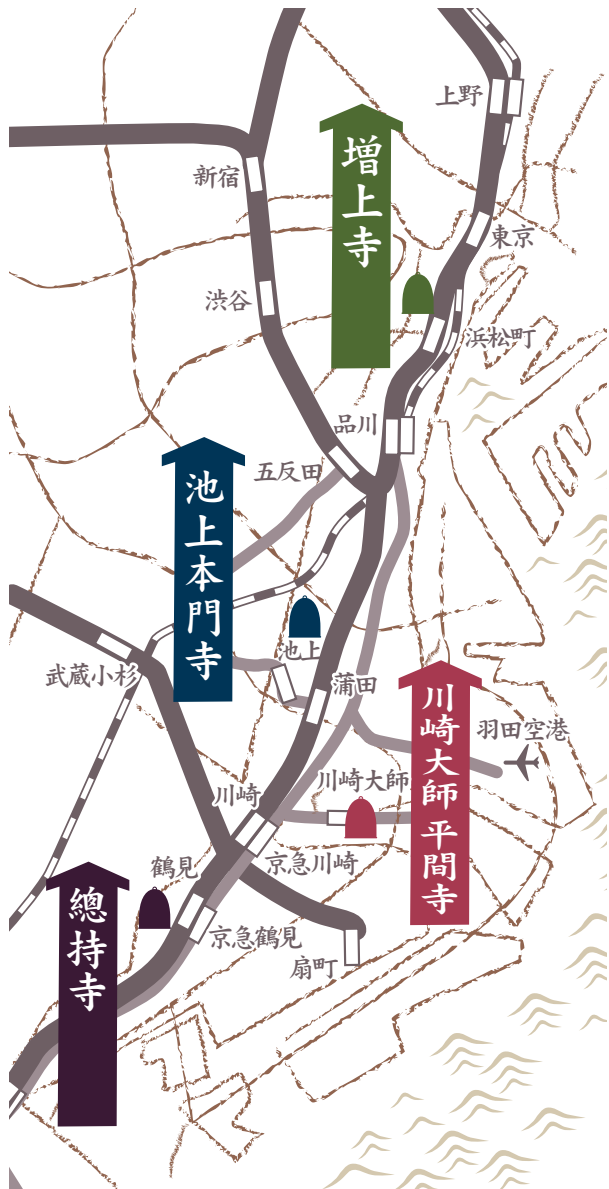 上野
増上寺
新宿
東京
渋谷
浜松町
品川
五反田
池上本門寺
池上
武蔵小杉
蒲田
川崎大師 平間寺
羽田空港
川崎大師
川崎
京急川崎
鶴見
總持寺
京急鶴見
扇町